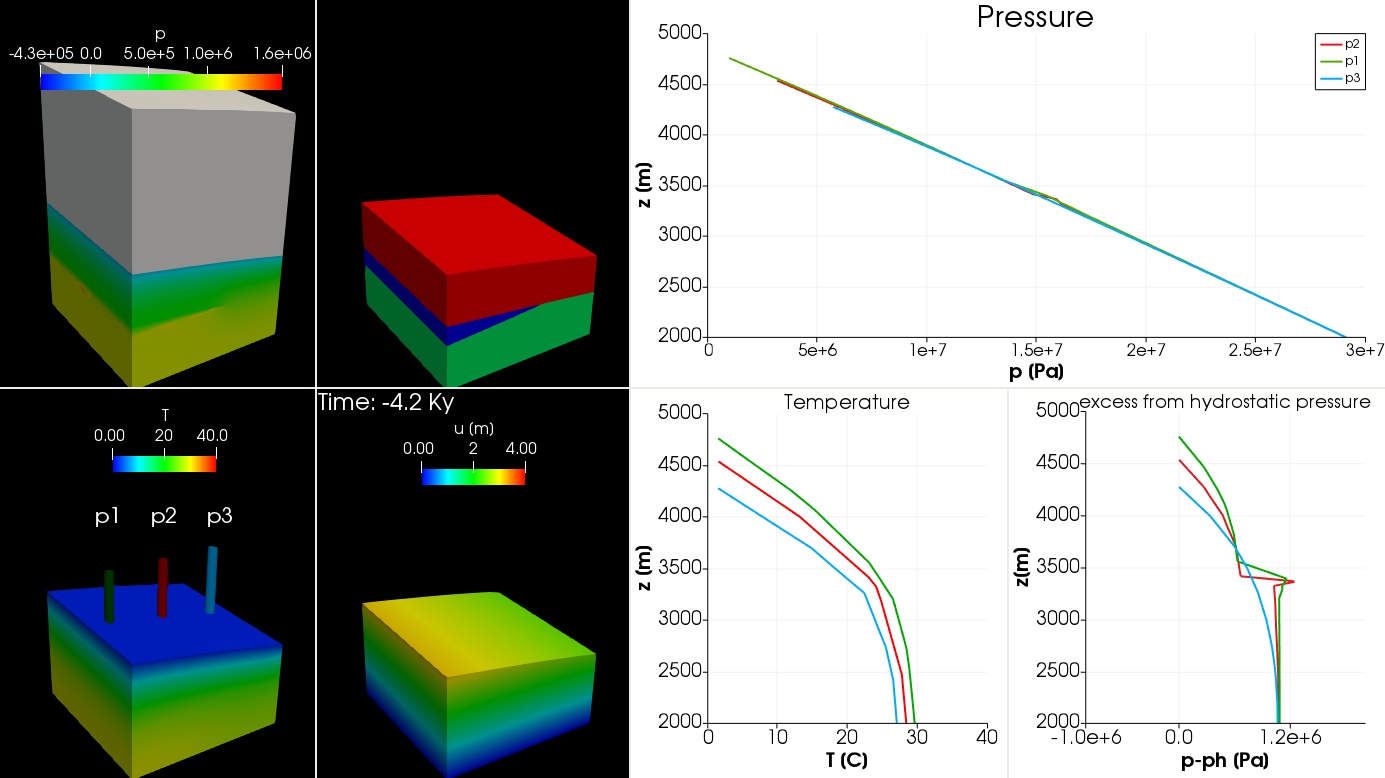 p
-4.3e+05 0.0 5.0e+5 1.0e+6 1.6e+06
Pressure
5000
4500
4000
3500
3000
2500
2000
z (m)
0 5e+6 1e+7 1.5e+7 2e+7 2.5e+7 3e+7
p (Pa)
p2
p1
p3
T
0.00 20 40.0
p1 p2 p3
Time: -4.2 Ky
u (m)
0.00 2 4.00
Temperature
5000
4500
4000
3500
3000
2500
2000
z (m)
0 10 20 30 40
T (C)
excess from hydrostatic pressure
5000
4500
4000
3500
3000
2500
2000
z(m)
-1.0e+6 0.0 1.2e+6
p-ph (Pa)